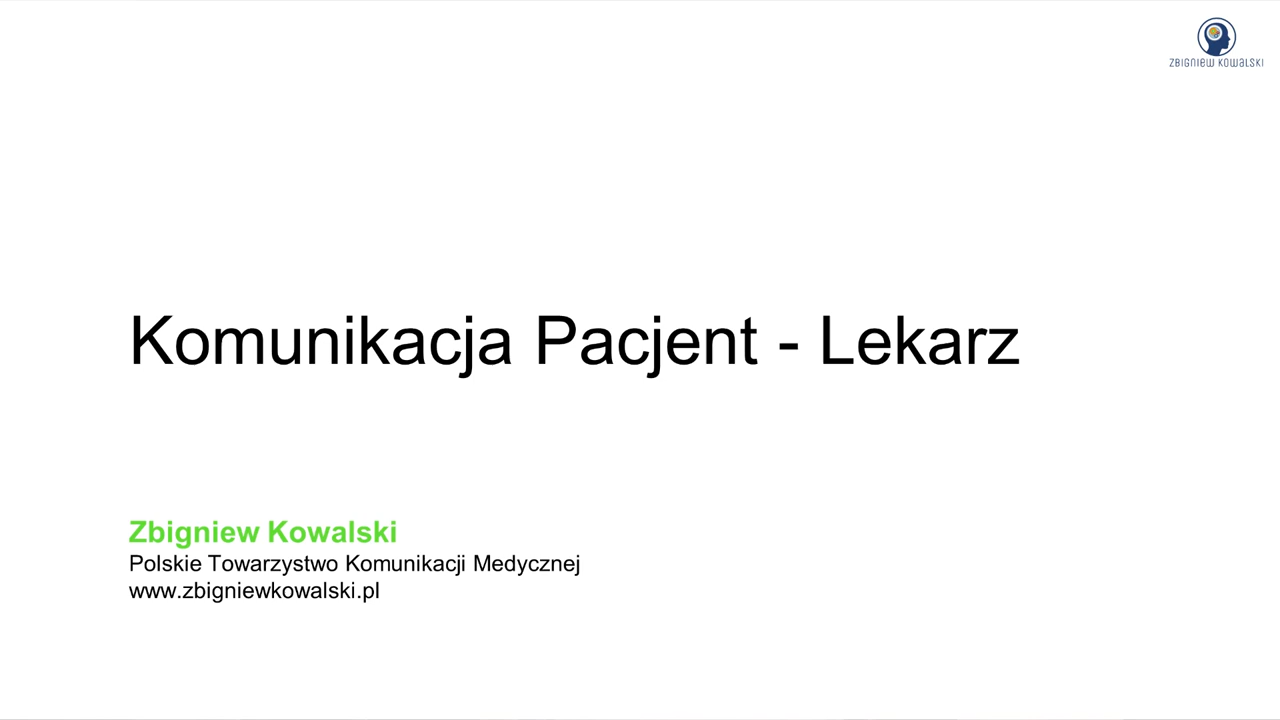 ZBIGNIEW KOWALSKI
Komunikacja Pacjent - Lekarz
Zbigniew Kowalski
Polskie Towarzystwo Komunikacji Medycznej
www.zbigniewkowalski.pl